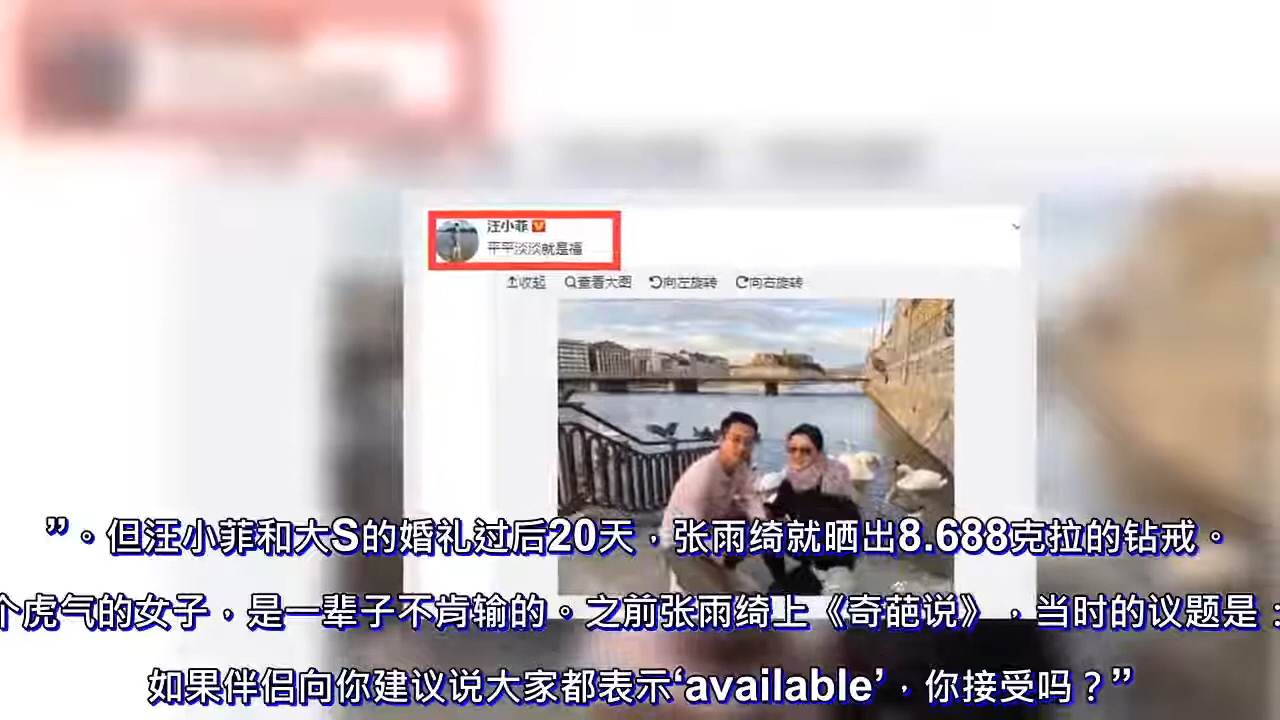 汪小菲
平平淡淡就是福
收起 查看大图 向左旋转 向右旋转
”。但汪小菲和大S的婚礼过后20天，张雨绮就晒出8.688克拉的钻戒。
个虎气的女子，是一辈子不肯输的。之前张雨绮上《奇葩说》，当时的议题是：
如果伴侣向你建议说大家都表示‘available’，你接受吗？”